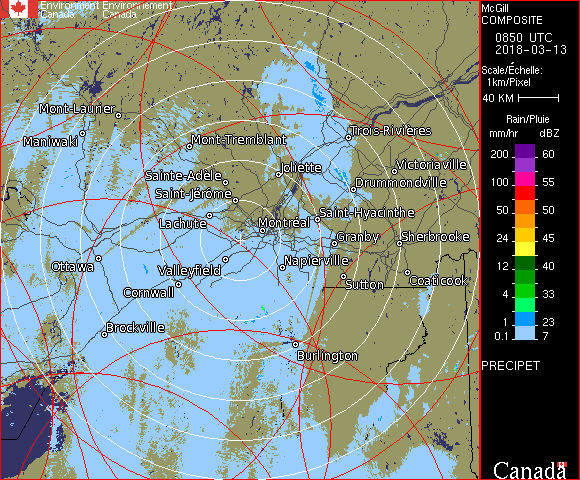 Environment Environnement
Canada Canada
McGill
COMPOSITE
0850 UTC
2018-03-13
Scale/Échelle:
1km/Pixel
40 KM
Rain/Pluie
mm/hr dBZ
200 60
100 55
50 50
24 45
12 40
8 33
4 33
1 23
0.1 7
PRECIPET
Canada
Mont-Laurier
Maniwaki
Mont-Tremblant
Trois-Rivières
Joliette
Victoriaville
Sainte-Adèle
Drummondville
Saint-Jérôme
Lachute
Saint-Hyacinthe
Montréal
Granby
Sherbrooke
Ottawa
Valleyfield
Napierville
Cornwall
Sutton
Coaticook
Brockville
Burlington